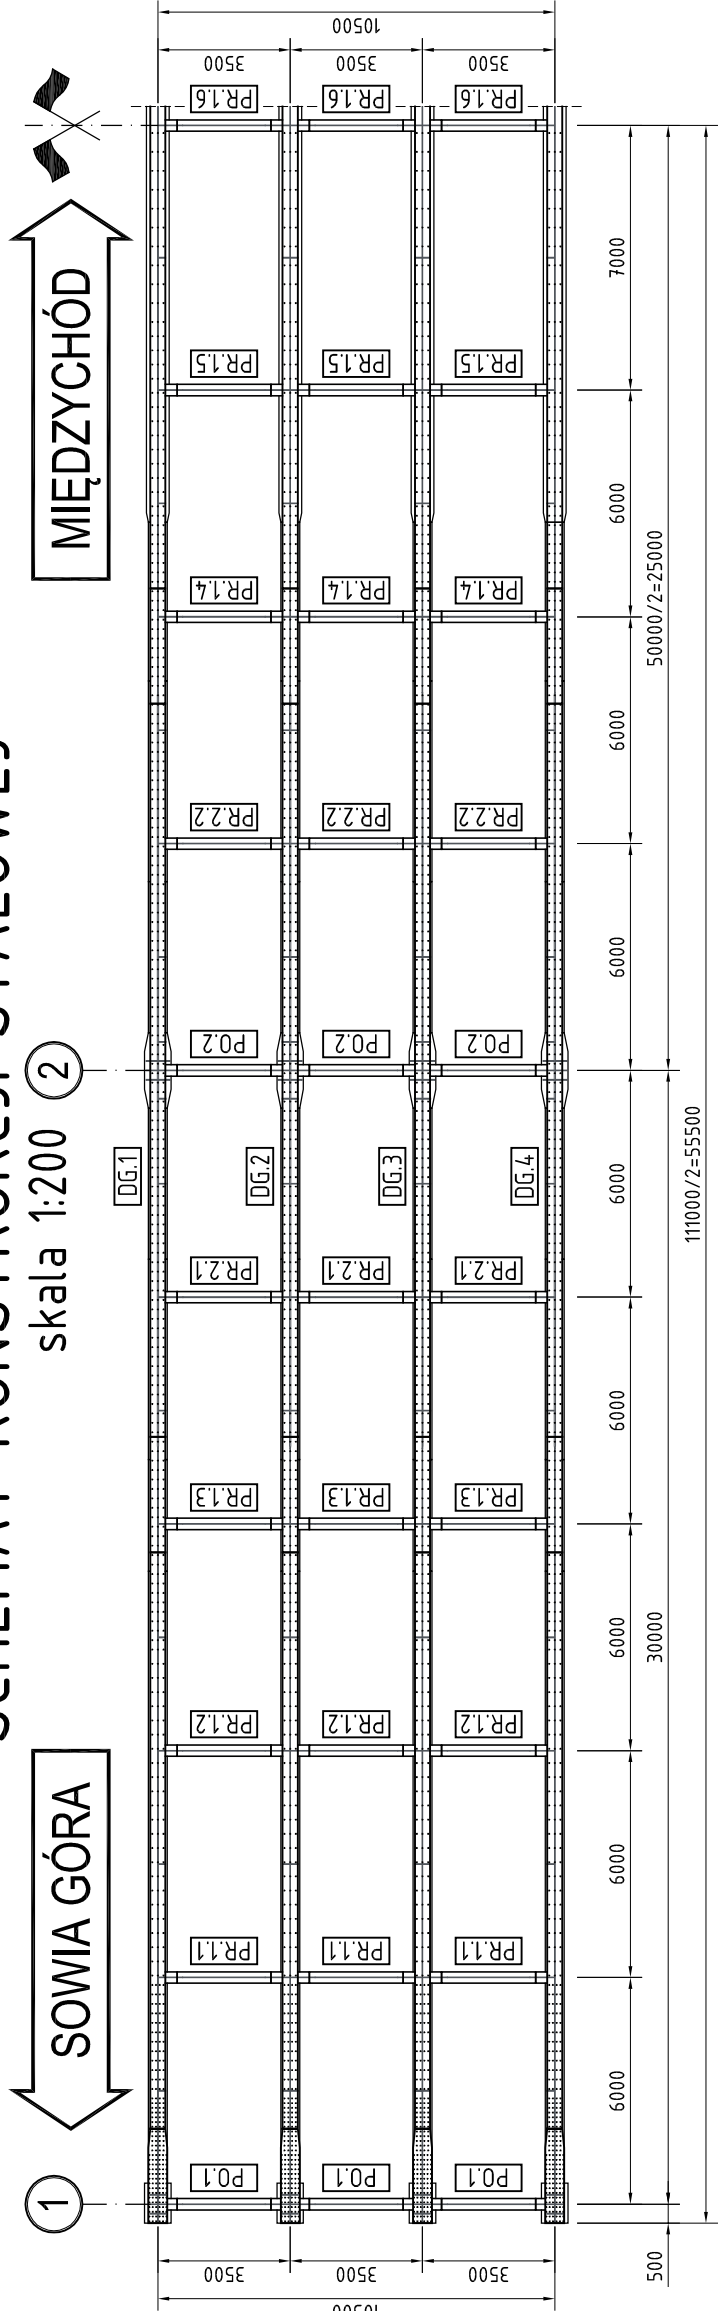 SCHEMAT KONSTRUKCJI STALOWEJ
skala 1:200
1
2
SOWIA GÓRA
MIĘDZYCHÓD
DG.1
3500
PO.1
PR.1.1
PR.1.2
PR.1.3
PR.2.1
PO.2
PR.2.2
PR.1.4
PR.1.5
PR.1.6
3500
DG.2
10500
3500
PO.1
PR.1.1
PR.1.2
PR.1.3
PR.2.1
PO.2
PR.2.2
PR.1.4
PR.1.5
PR.1.6
3500
10500
DG.3
3500
PO.1
PR.1.1
PR.1.2
PR.1.3
PR.2.1
PO.2
PR.2.2
PR.1.4
PR.1.5
PR.1.6
3500
DG.4
6000
6000
6000
6000
6000
6000
6000
6000
7000
500
30000
50000/2=25000
111000/2=55500